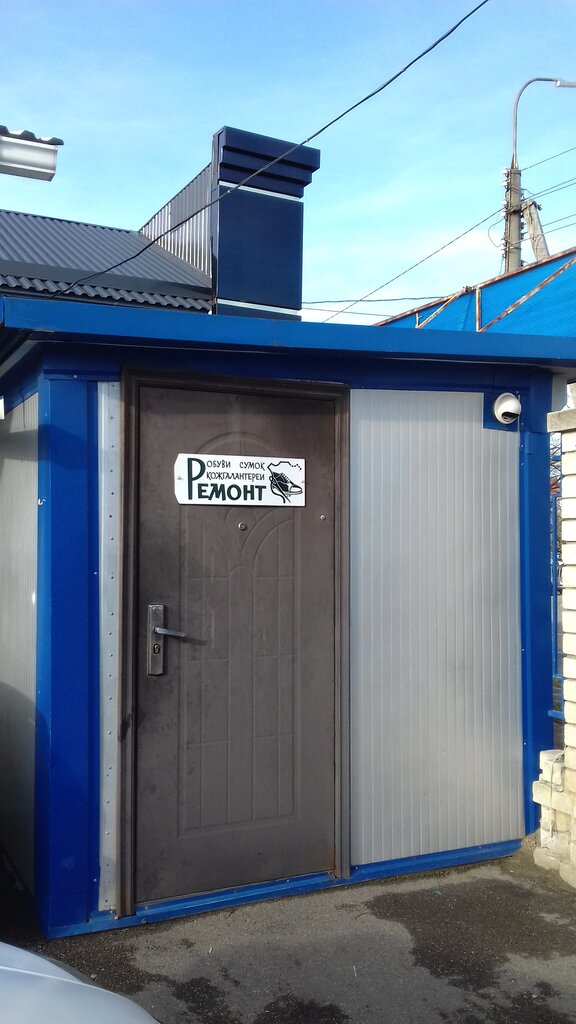 Ремонт
обуви сумок
кожгалантереи